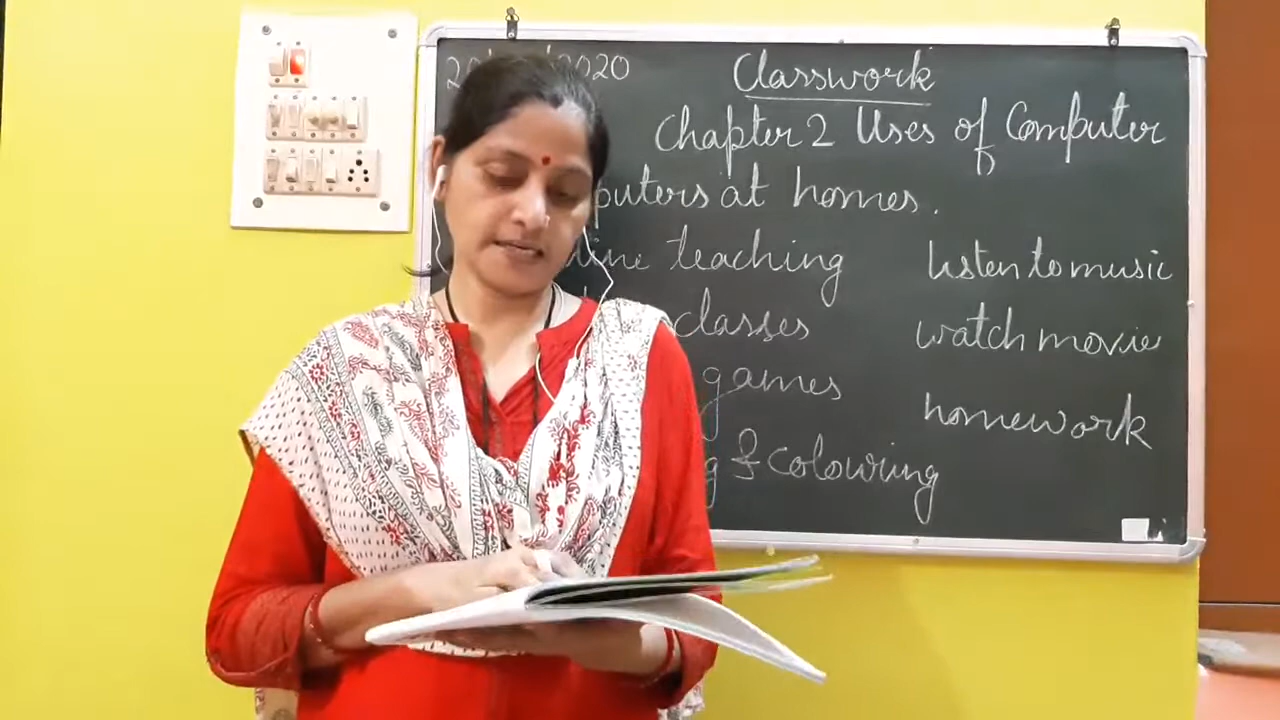 2020 Classwork
Chapter 2 Uses of Computer
puters at homes.
line teaching listen to music
classes watch movie
games homework
g & colouring